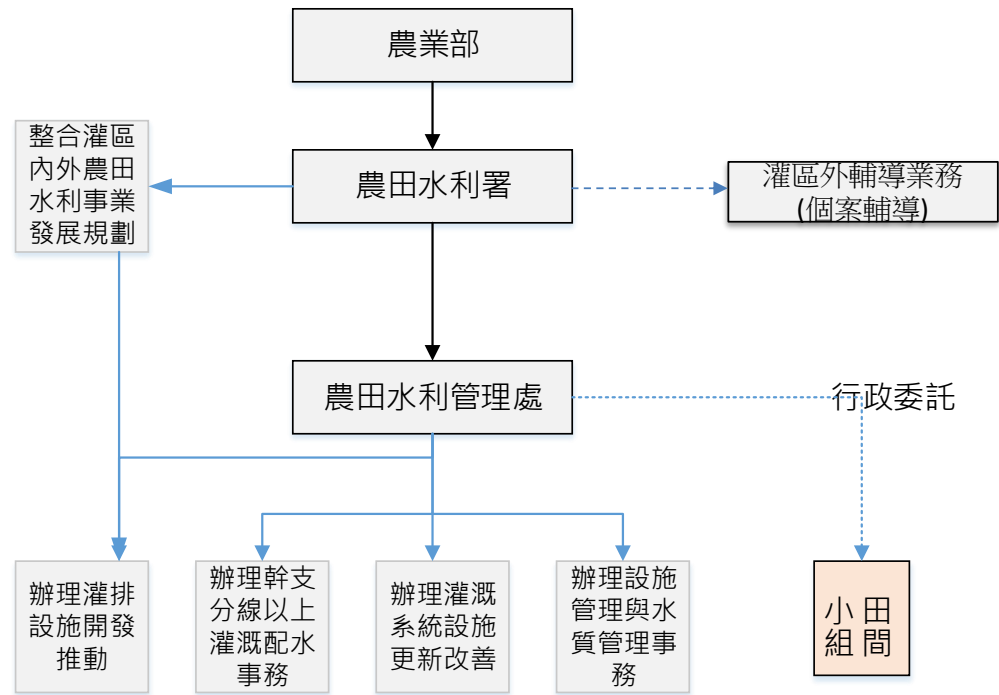 農業部
整合灌區
內外農田
水利事業
發展規劃
農田水利署
灌區外輔導業務
(個案輔導)
農田水利管理處
行政委託
辦理灌排
設施開發
推動
辦理幹支
分線以上
灌溉配水
事務
辦理灌溉
系統設施
更新改善
辦理設施
管理與水
質管理事
務
小 田
組 間